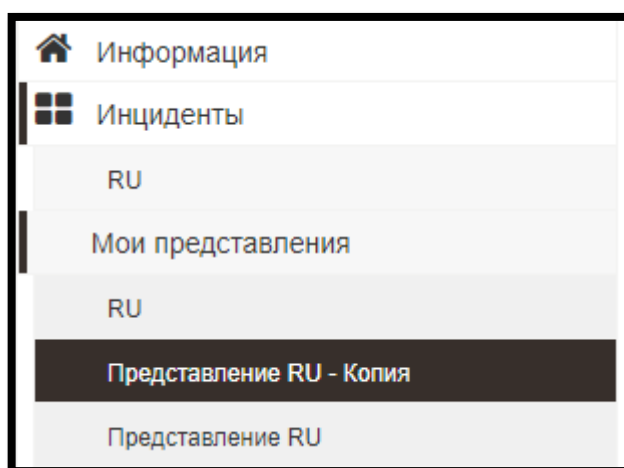 Информация
Инциденты
RU
Мои представления
RU
Представление RU - Копия
Представление RU